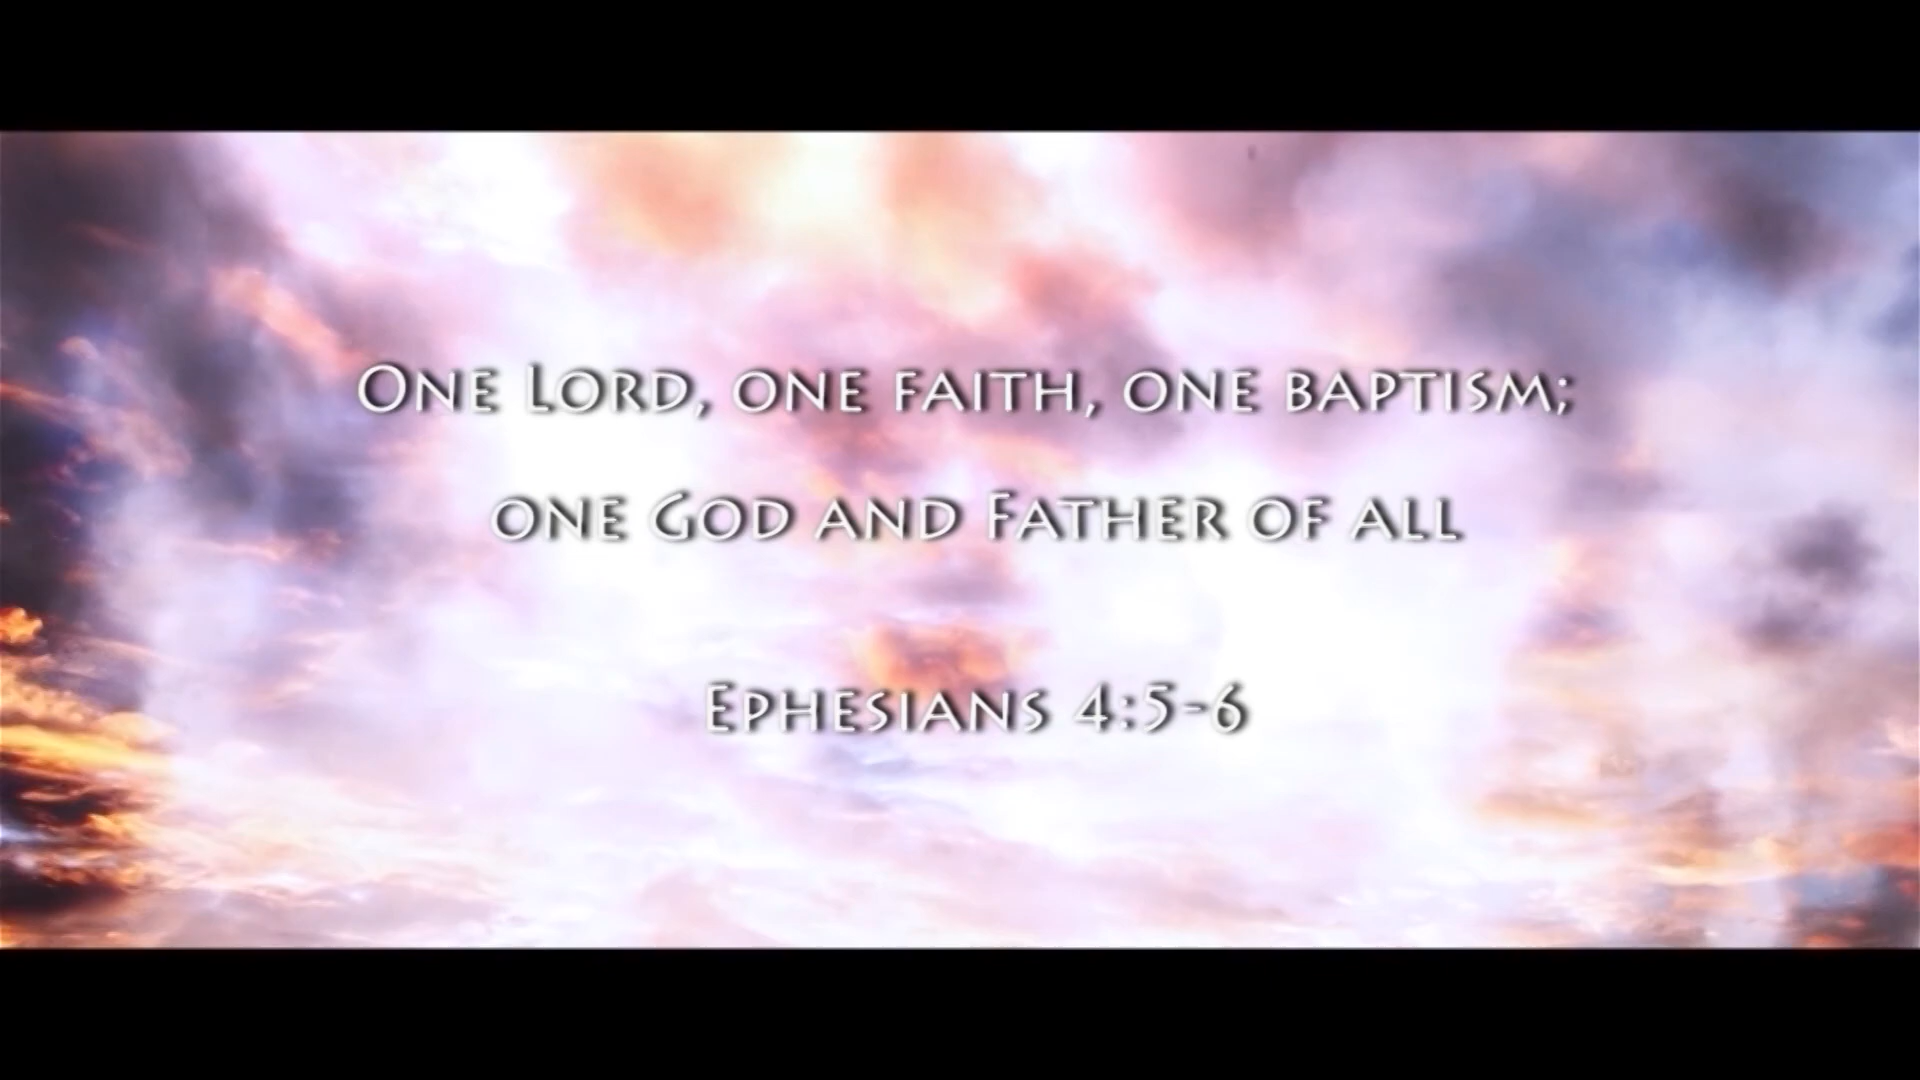 One Lord, one faith, one baptism;
one God and Father of all
Ephesians 4:5-6